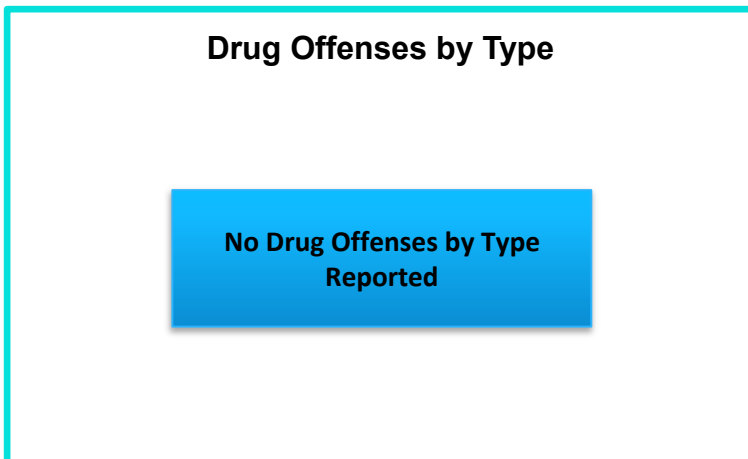 Drug Offenses by Type
No Drug Offenses by Type
Reported